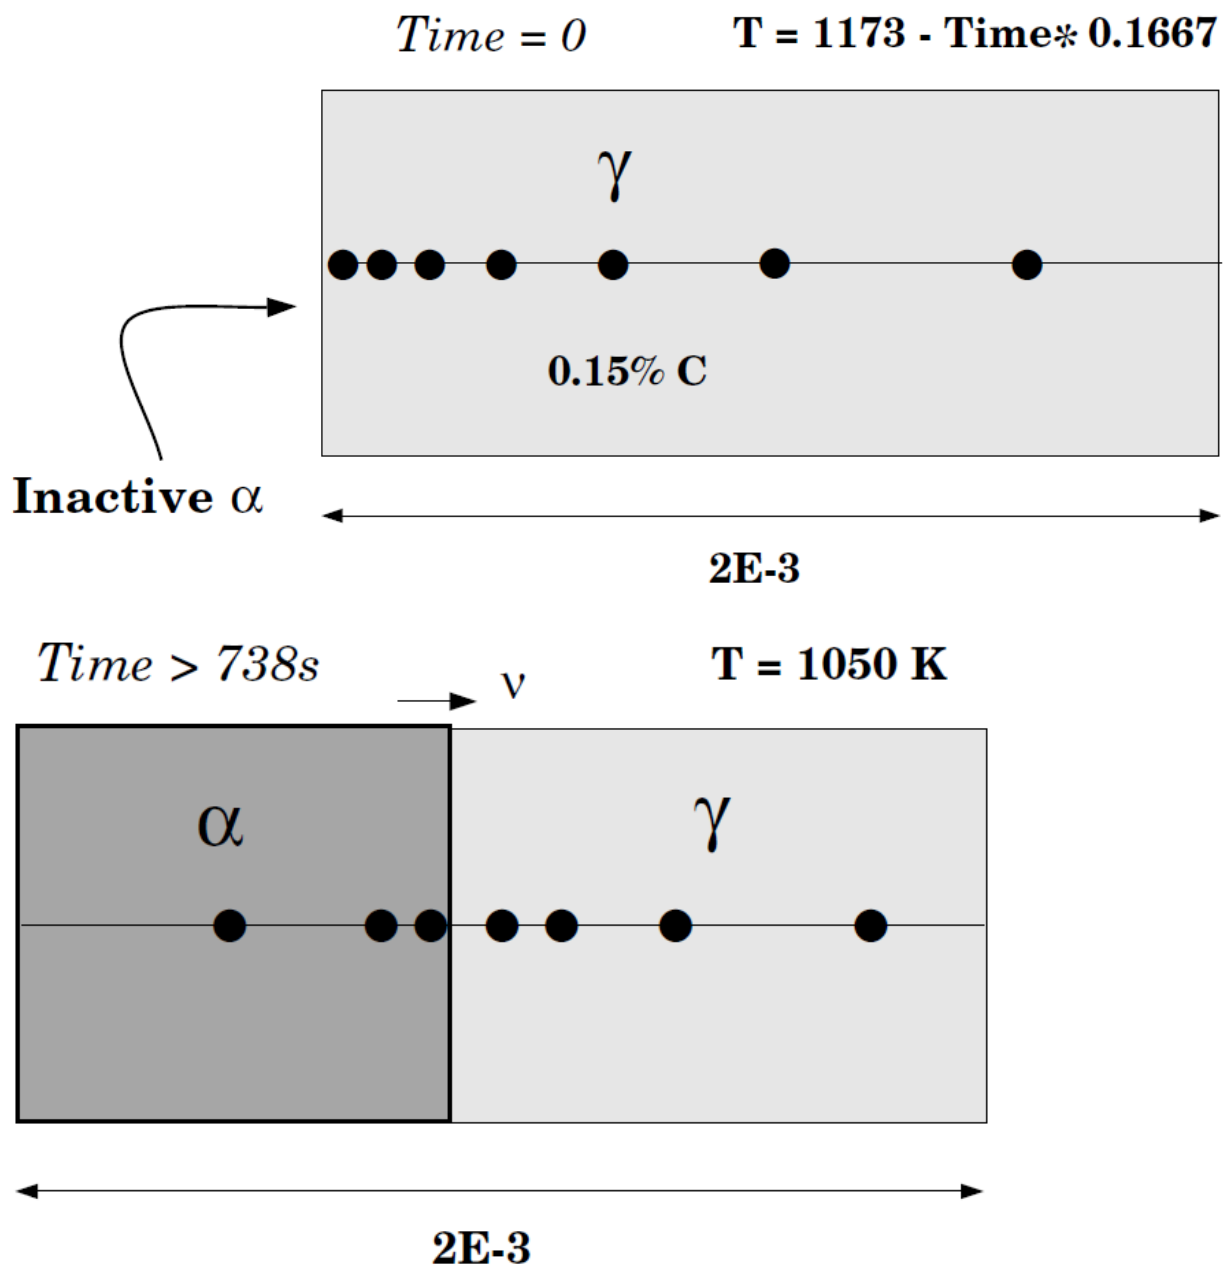 Time = 0 T = 1173 - Time* 0.1667
γ
0.15% C
Inactive α
2E-3
Time > 738s ν T = 1050 K
α γ
2E-3